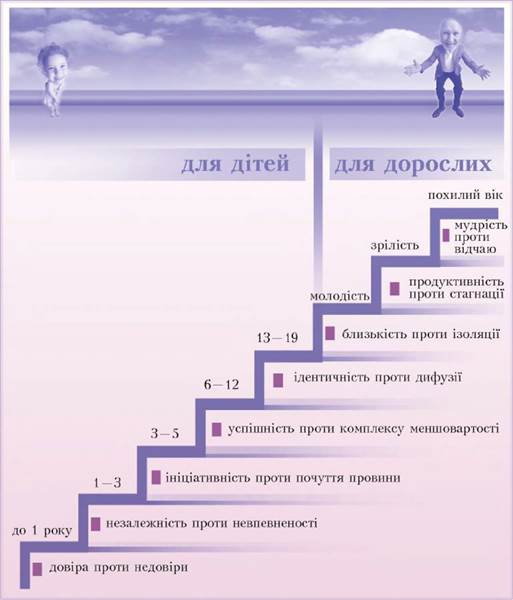 для дітей
для дорослих
похилий вік
мудрість
проти
відчаю
зрілість
продуктивність
проти стагнації
молодість
близькість проти ізоляції
13—19
ідентичність проти дифузії
6—12
успішність проти комплексу меншовартості
3—5
ініціативність проти почуття провини
1—3
незалежність проти невпевненості
до 1 року
довіра проти недовіри